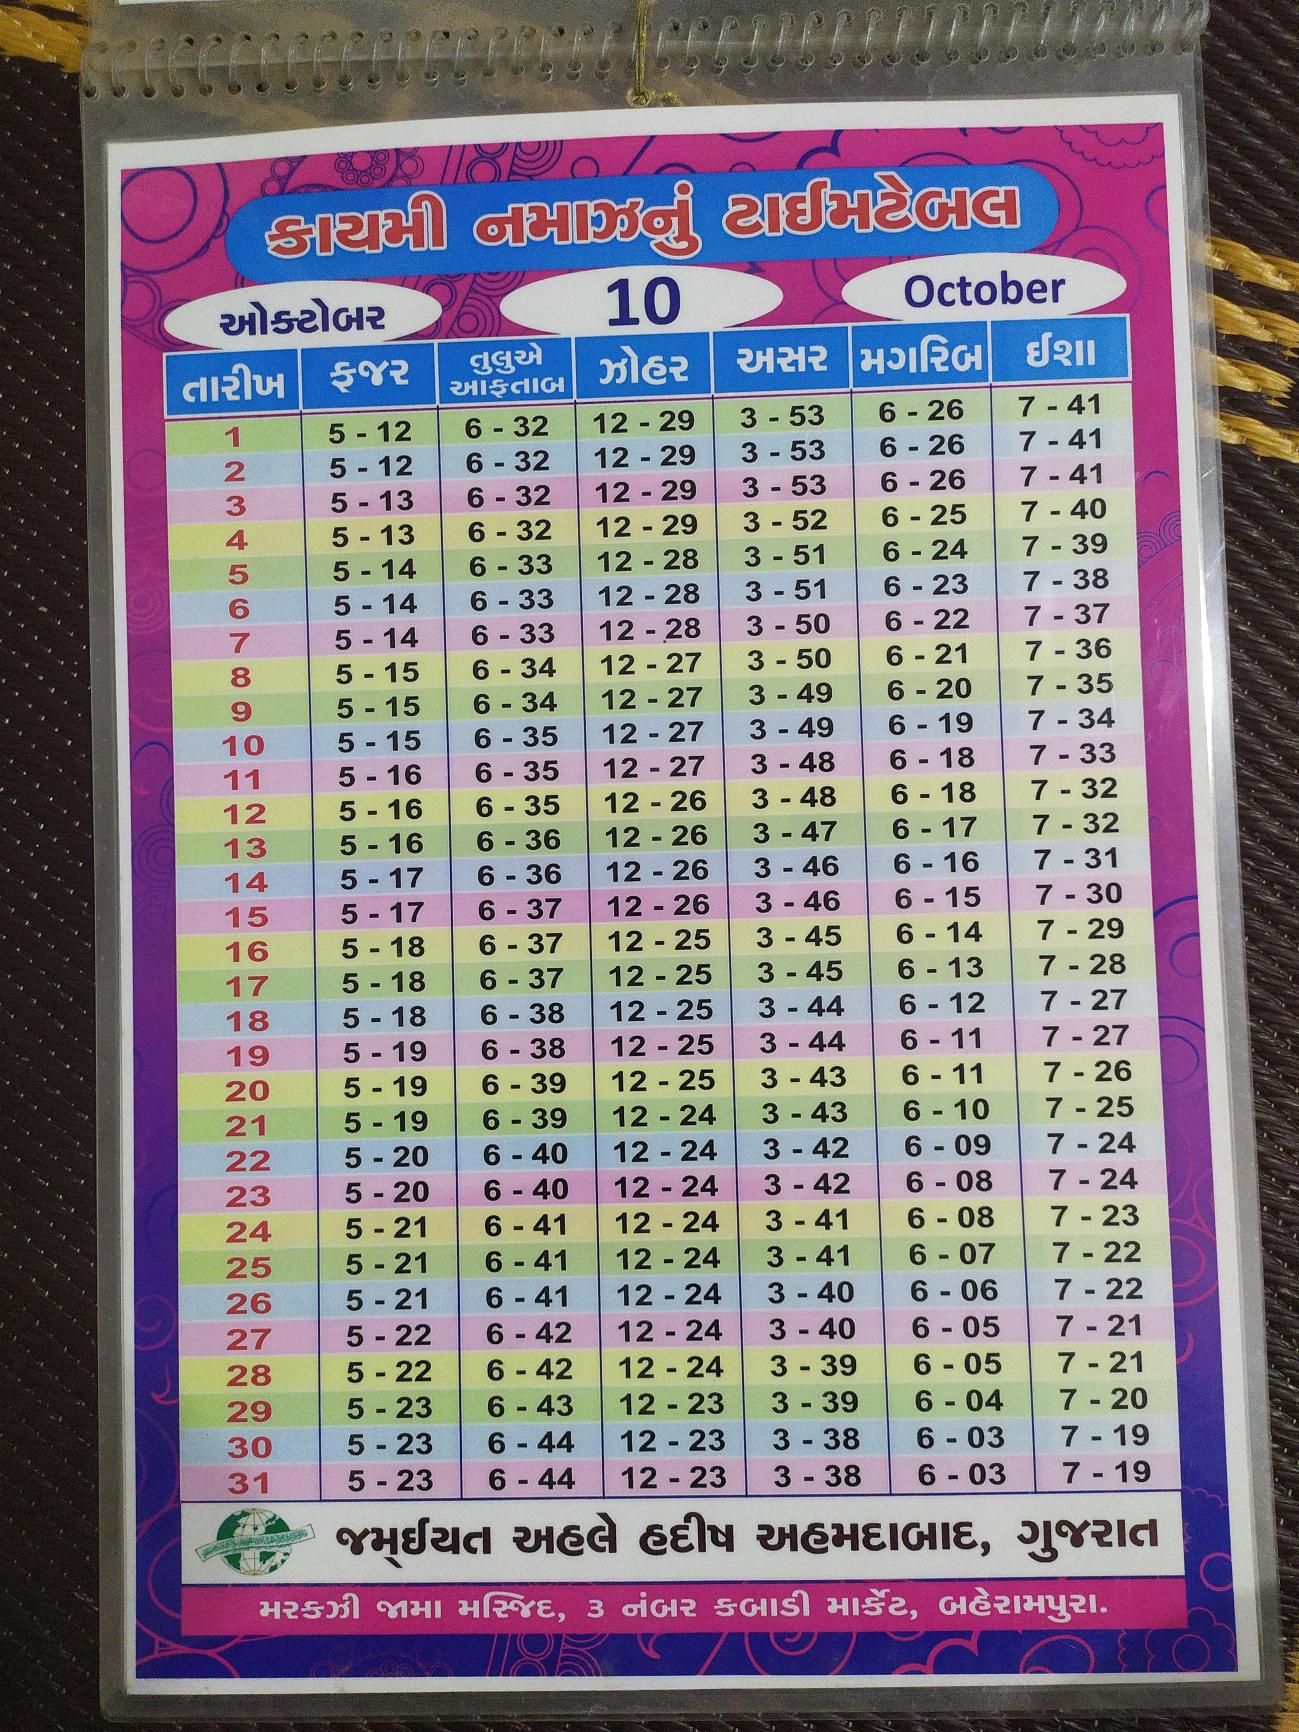 કાયમી નમાઝનું ટાઈમટેબલ
ઓક્ટોબર 10 October
તારીખ ફજર તુલુએ આફતાબ ઝોહર અસર મગરિબ ઈશા
1 5 - 12 6 - 32 12 - 29 3 - 53 6 - 26 7 - 41
2 5 - 12 6 - 32 12 - 29 3 - 53 6 - 26 7 - 41
3 5 - 13 6 - 32 12 - 29 3 - 53 6 - 26 7 - 41
4 5 - 13 6 - 32 12 - 29 3 - 52 6 - 25 7 - 40
5 5 - 14 6 - 33 12 - 28 3 - 51 6 - 24 7 - 39
6 5 - 14 6 - 33 12 - 28 3 - 51 6 - 23 7 - 38
7 5 - 14 6 - 33 12 - 28 3 - 50 6 - 22 7 - 37
8 5 - 15 6 - 34 12 - 27 3 - 50 6 - 21 7 - 36
9 5 - 15 6 - 34 12 - 27 3 - 49 6 - 20 7 - 35
10 5 - 15 6 - 35 12 - 27 3 - 49 6 - 19 7 - 34
11 5 - 16 6 - 35 12 - 27 3 - 48 6 - 18 7 - 33
12 5 - 16 6 - 35 12 - 26 3 - 48 6 - 18 7 - 32
13 5 - 16 6 - 36 12 - 26 3 - 47 6 - 17 7 - 32
14 5 - 17 6 - 36 12 - 26 3 - 46 6 - 16 7 - 31
15 5 - 17 6 - 37 12 - 26 3 - 46 6 - 15 7 - 30
16 5 - 18 6 - 37 12 - 25 3 - 45 6 - 14 7 - 29
17 5 - 18 6 - 37 12 - 25 3 - 45 6 - 13 7 - 28
18 5 - 18 6 - 38 12 - 25 3 - 44 6 - 12 7 - 27
19 5 - 19 6 - 38 12 - 25 3 - 44 6 - 11 7 - 27
20 5 - 19 6 - 39 12 - 25 3 - 43 6 - 11 7 - 26
21 5 - 19 6 - 39 12 - 24 3 - 43 6 - 10 7 - 25
22 5 - 20 6 - 40 12 - 24 3 - 42 6 - 09 7 - 24
23 5 - 20 6 - 40 12 - 24 3 - 42 6 - 08 7 - 24
24 5 - 21 6 - 41 12 - 24 3 - 41 6 - 08 7 - 23
25 5 - 21 6 - 41 12 - 24 3 - 41 6 - 07 7 - 22
26 5 - 21 6 - 41 12 - 24 3 - 40 6 - 06 7 - 22
27 5 - 22 6 - 42 12 - 24 3 - 40 6 - 05 7 - 21
28 5 - 22 6 - 42 12 - 24 3 - 39 6 - 05 7 - 21
29 5 - 23 6 - 43 12 - 23 3 - 39 6 - 04 7 - 20
30 5 - 23 6 - 44 12 - 23 3 - 38 6 - 03 7 - 19
31 5 - 23 6 - 44 12 - 23 3 - 38 6 - 03 7 - 19
જમ્ઈયત અહલે હદીષ અહમદાબાદ, ગુજરાત
મરકઝી જામા મસ્જિદ, ૩ નંબર કબાડી માર્કેટ, બહેરામપુરા.